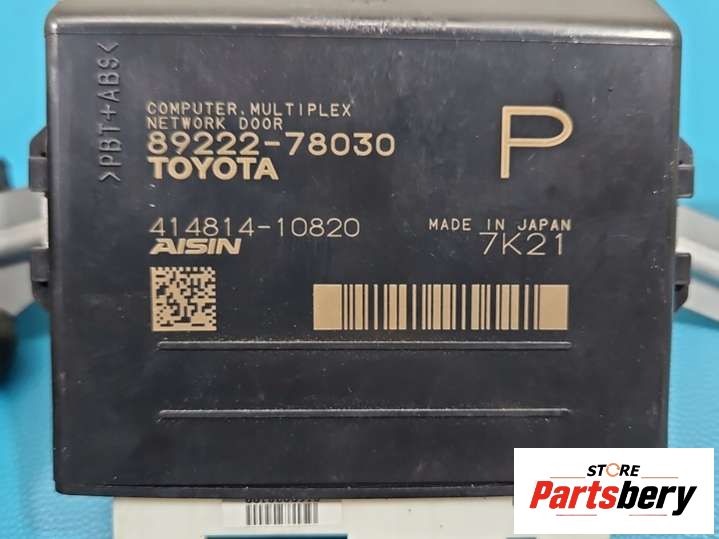 >PBT+ABS<
COMPUTER, MULTIPLEX
NETWORK DOOR
89222-78030
TOYOTA
P
414814-10820
AISIN
MADE IN JAPAN
7K21
STORE
Partsbery